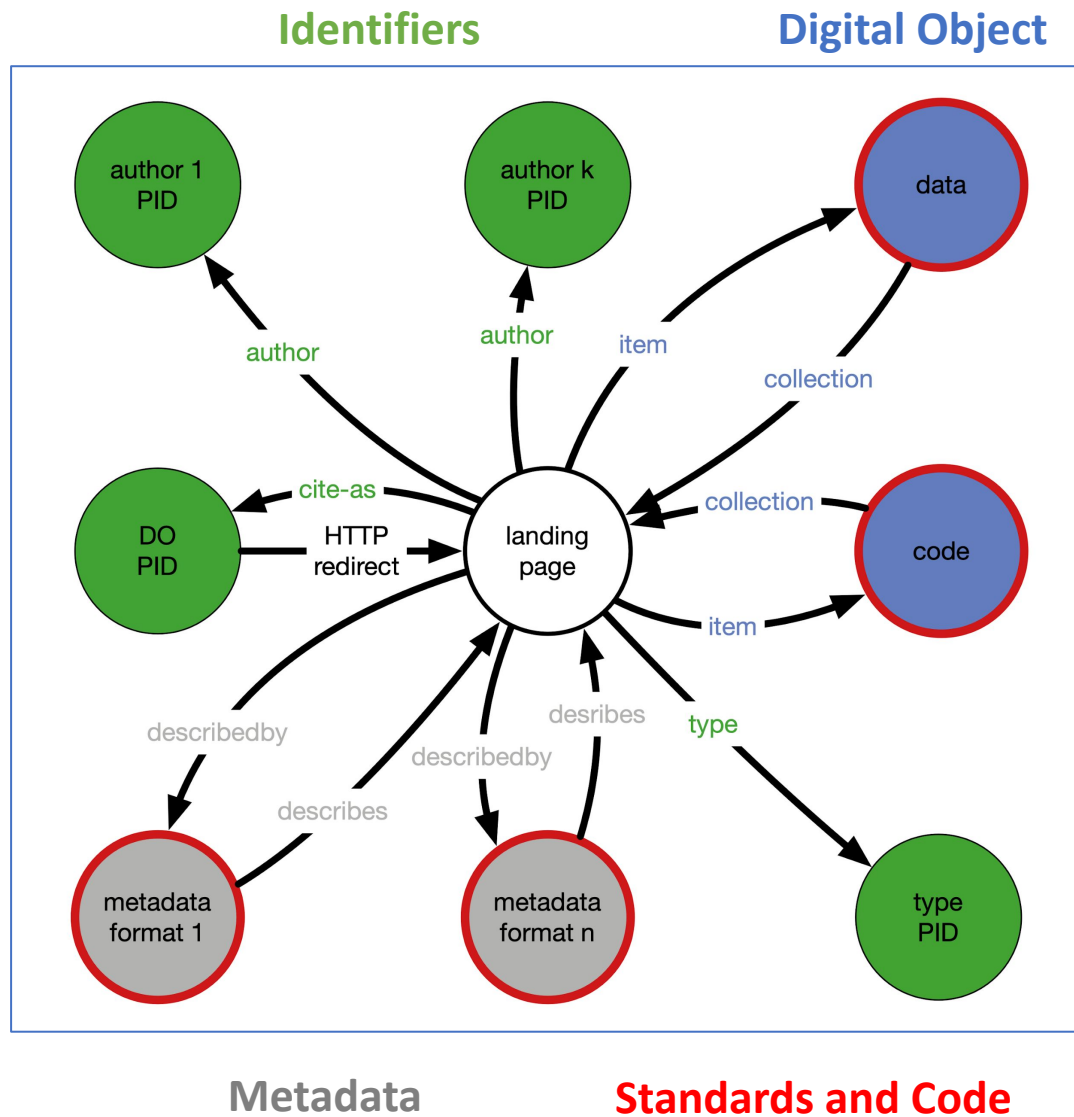 Identifiers
Digital Object
author 1
PID
author k
PID
data
author
author
item
collection
cite-as
collection
DO
PID
HTTP
redirect
landing
page
code
item
describedby
describedby
desribes
type
describes
metadata
format 1
metadata
format n
type
PID
Metadata
Standards and Code